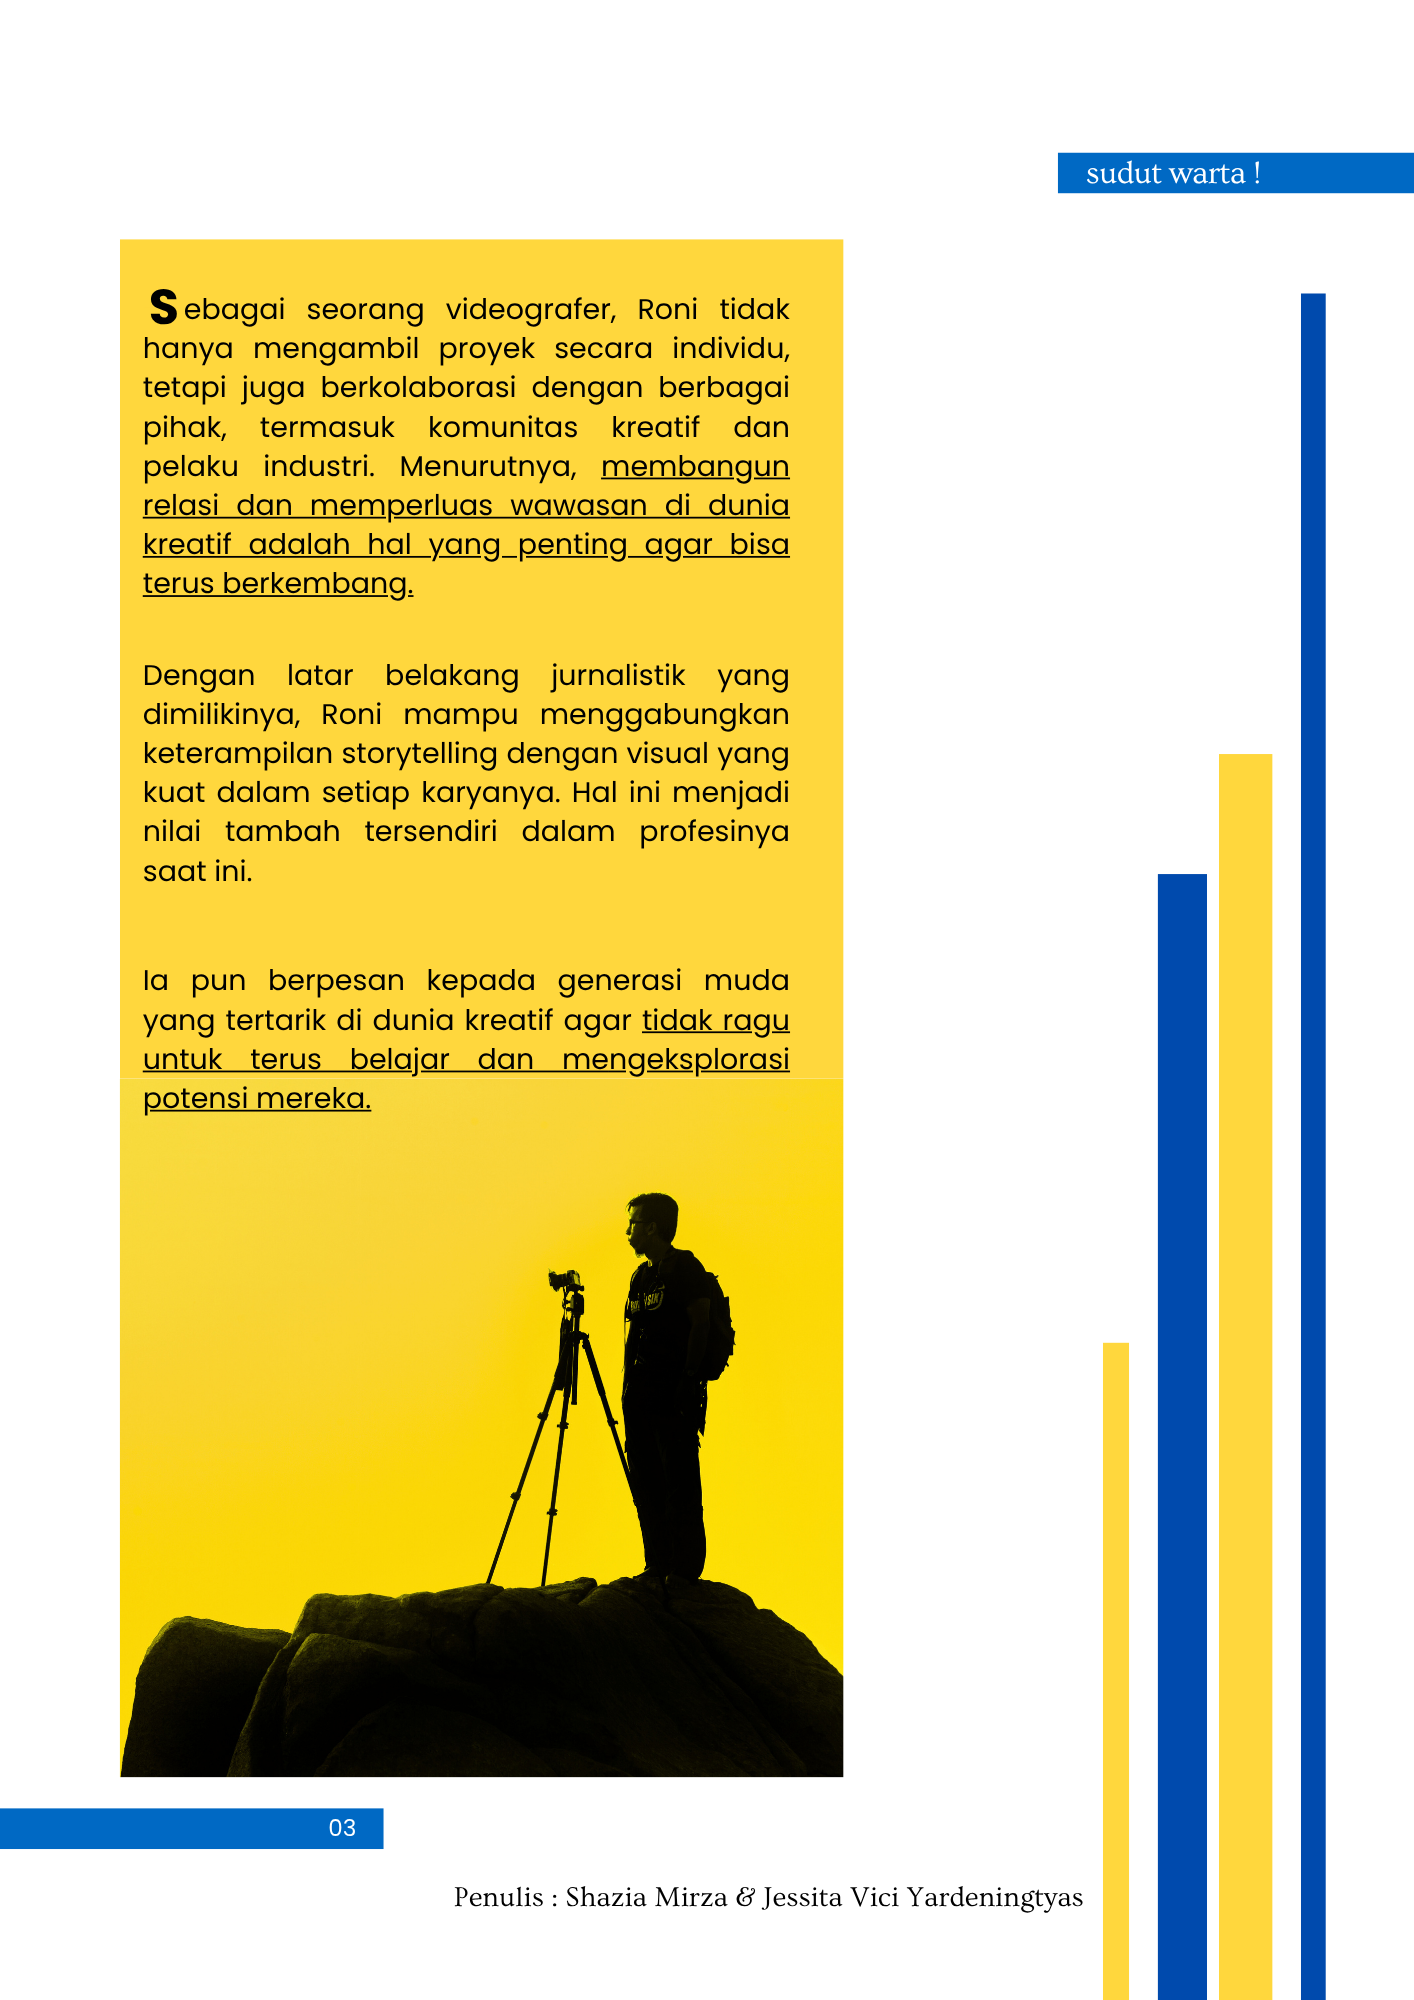 sudut warta !
Sebagai seorang videografer, Roni tidak
hanya mengambil proyek secara individu,
tetapi juga berkolaborasi dengan berbagai
pihak, termasuk komunitas kreatif dan
pelaku industri. Menurutnya, membangun
relasi dan memperluas wawasan di dunia
kreatif adalah hal yang penting agar bisa
terus berkembang.
Dengan latar belakang jurnalistik yang
dimilikinya, Roni mampu menggabungkan
keterampilan storytelling dengan visual yang
kuat dalam setiap karyanya. Hal ini menjadi
nilai tambah tersendiri dalam profesinya
saat ini.
Ia pun berpesan kepada generasi muda
yang tertarik di dunia kreatif agar tidak ragu
untuk terus belajar dan mengeksplorasi
potensi mereka.
03
Penulis : Shazia Mirza & Jessita Vici Yardeningtyas